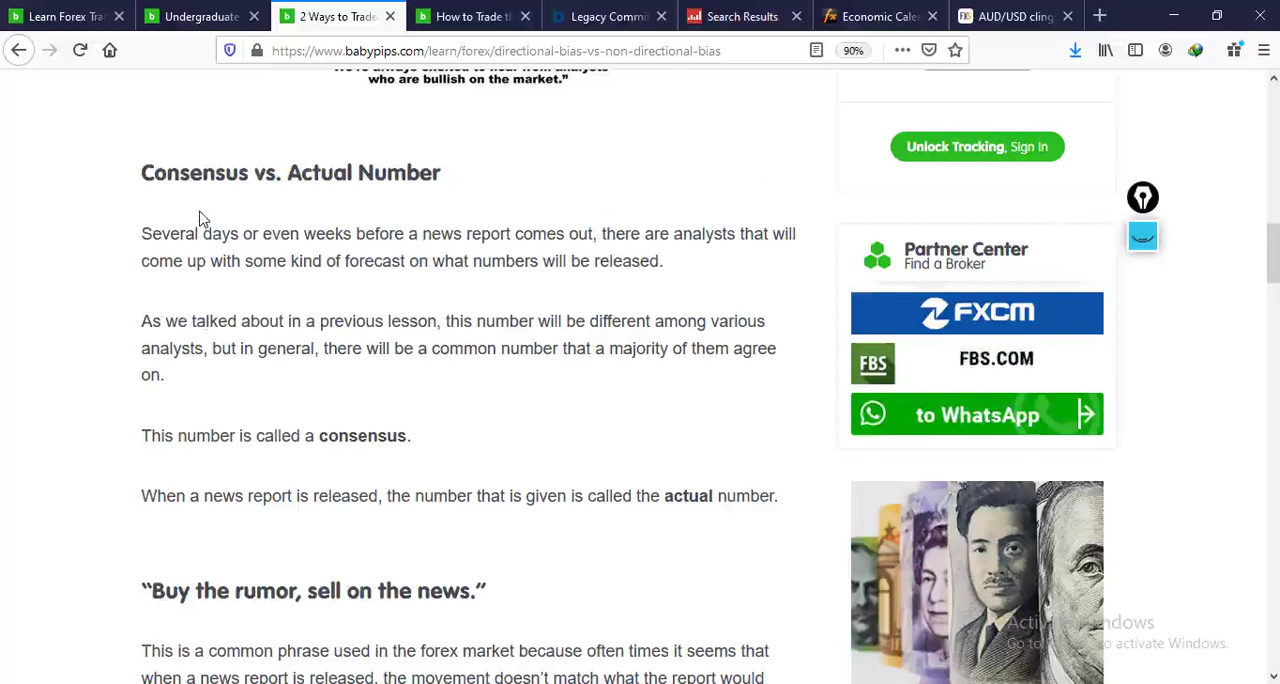 Learn Forex Tra
Undergraduate
2 Ways to Trade
How to Trade t
Legacy Commi
Search Results
Economic Cale
FXS
AUD/USD cling
https://www.babypips.com/learn/forex/directional-bias-vs-non-directional-bias
90%
who are bullish on the market.”
Consensus vs. Actual Number
Several days or even weeks before a news report comes out, there are analysts that will
come up with some kind of forecast on what numbers will be released.
As we talked about in a previous lesson, this number will be different among various
analysts, but in general, there will be a common number that a majority of them agree
on.
This number is called a consensus.
When a news report is released, the number that is given is called the actual number.
“Buy the rumor, sell on the news.”
This is a common phrase used in the forex market because often times it seems that
when a news report is released, the movement doesn’t match what the report would
Unlock Tracking, Sign In
Partner Center
Find a Broker
FXCM
FBS
FBS.COM
to WhatsApp
Windows
activate Windows.